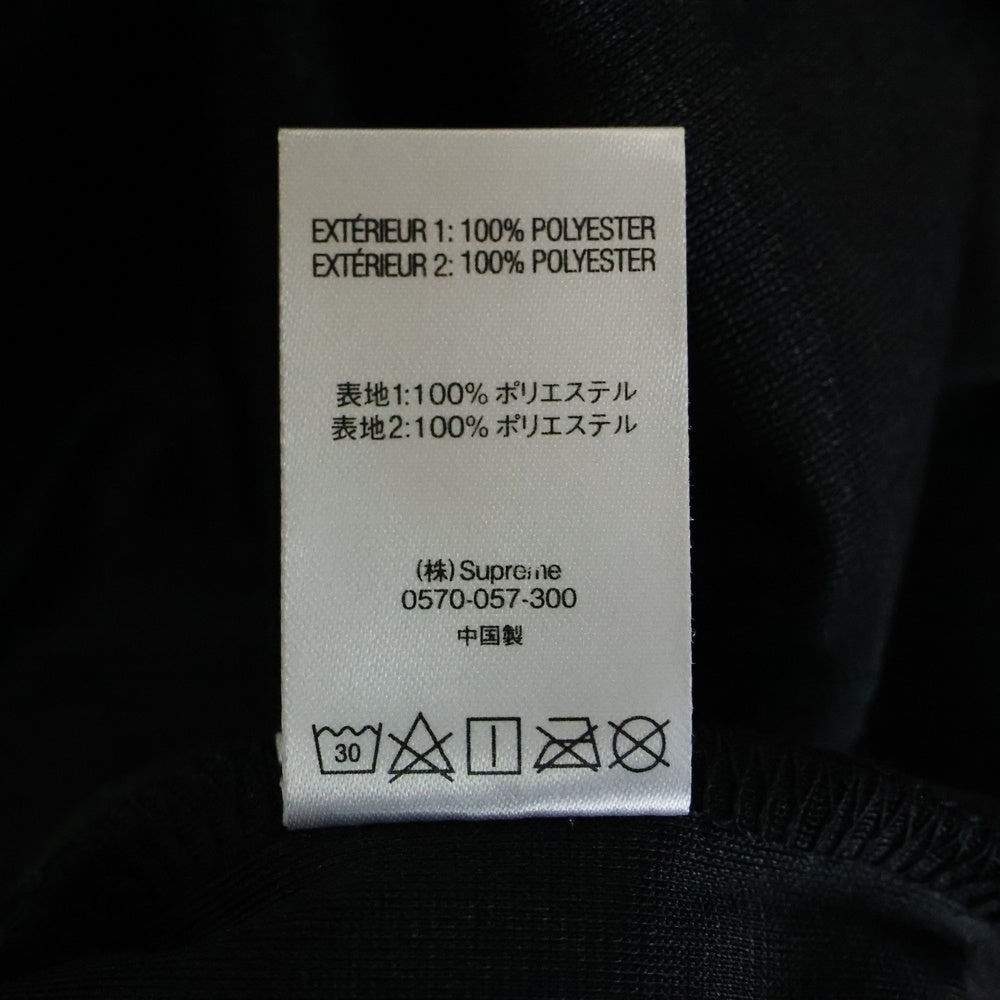 EXTÉRIEUR 1: 100% POLYESTER
EXTÉRIEUR 2: 100% POLYESTER
表地1:100% ポリエステル
表地2:100% ポリエステル
(株)Supreme
0570-057-300
中国製
30